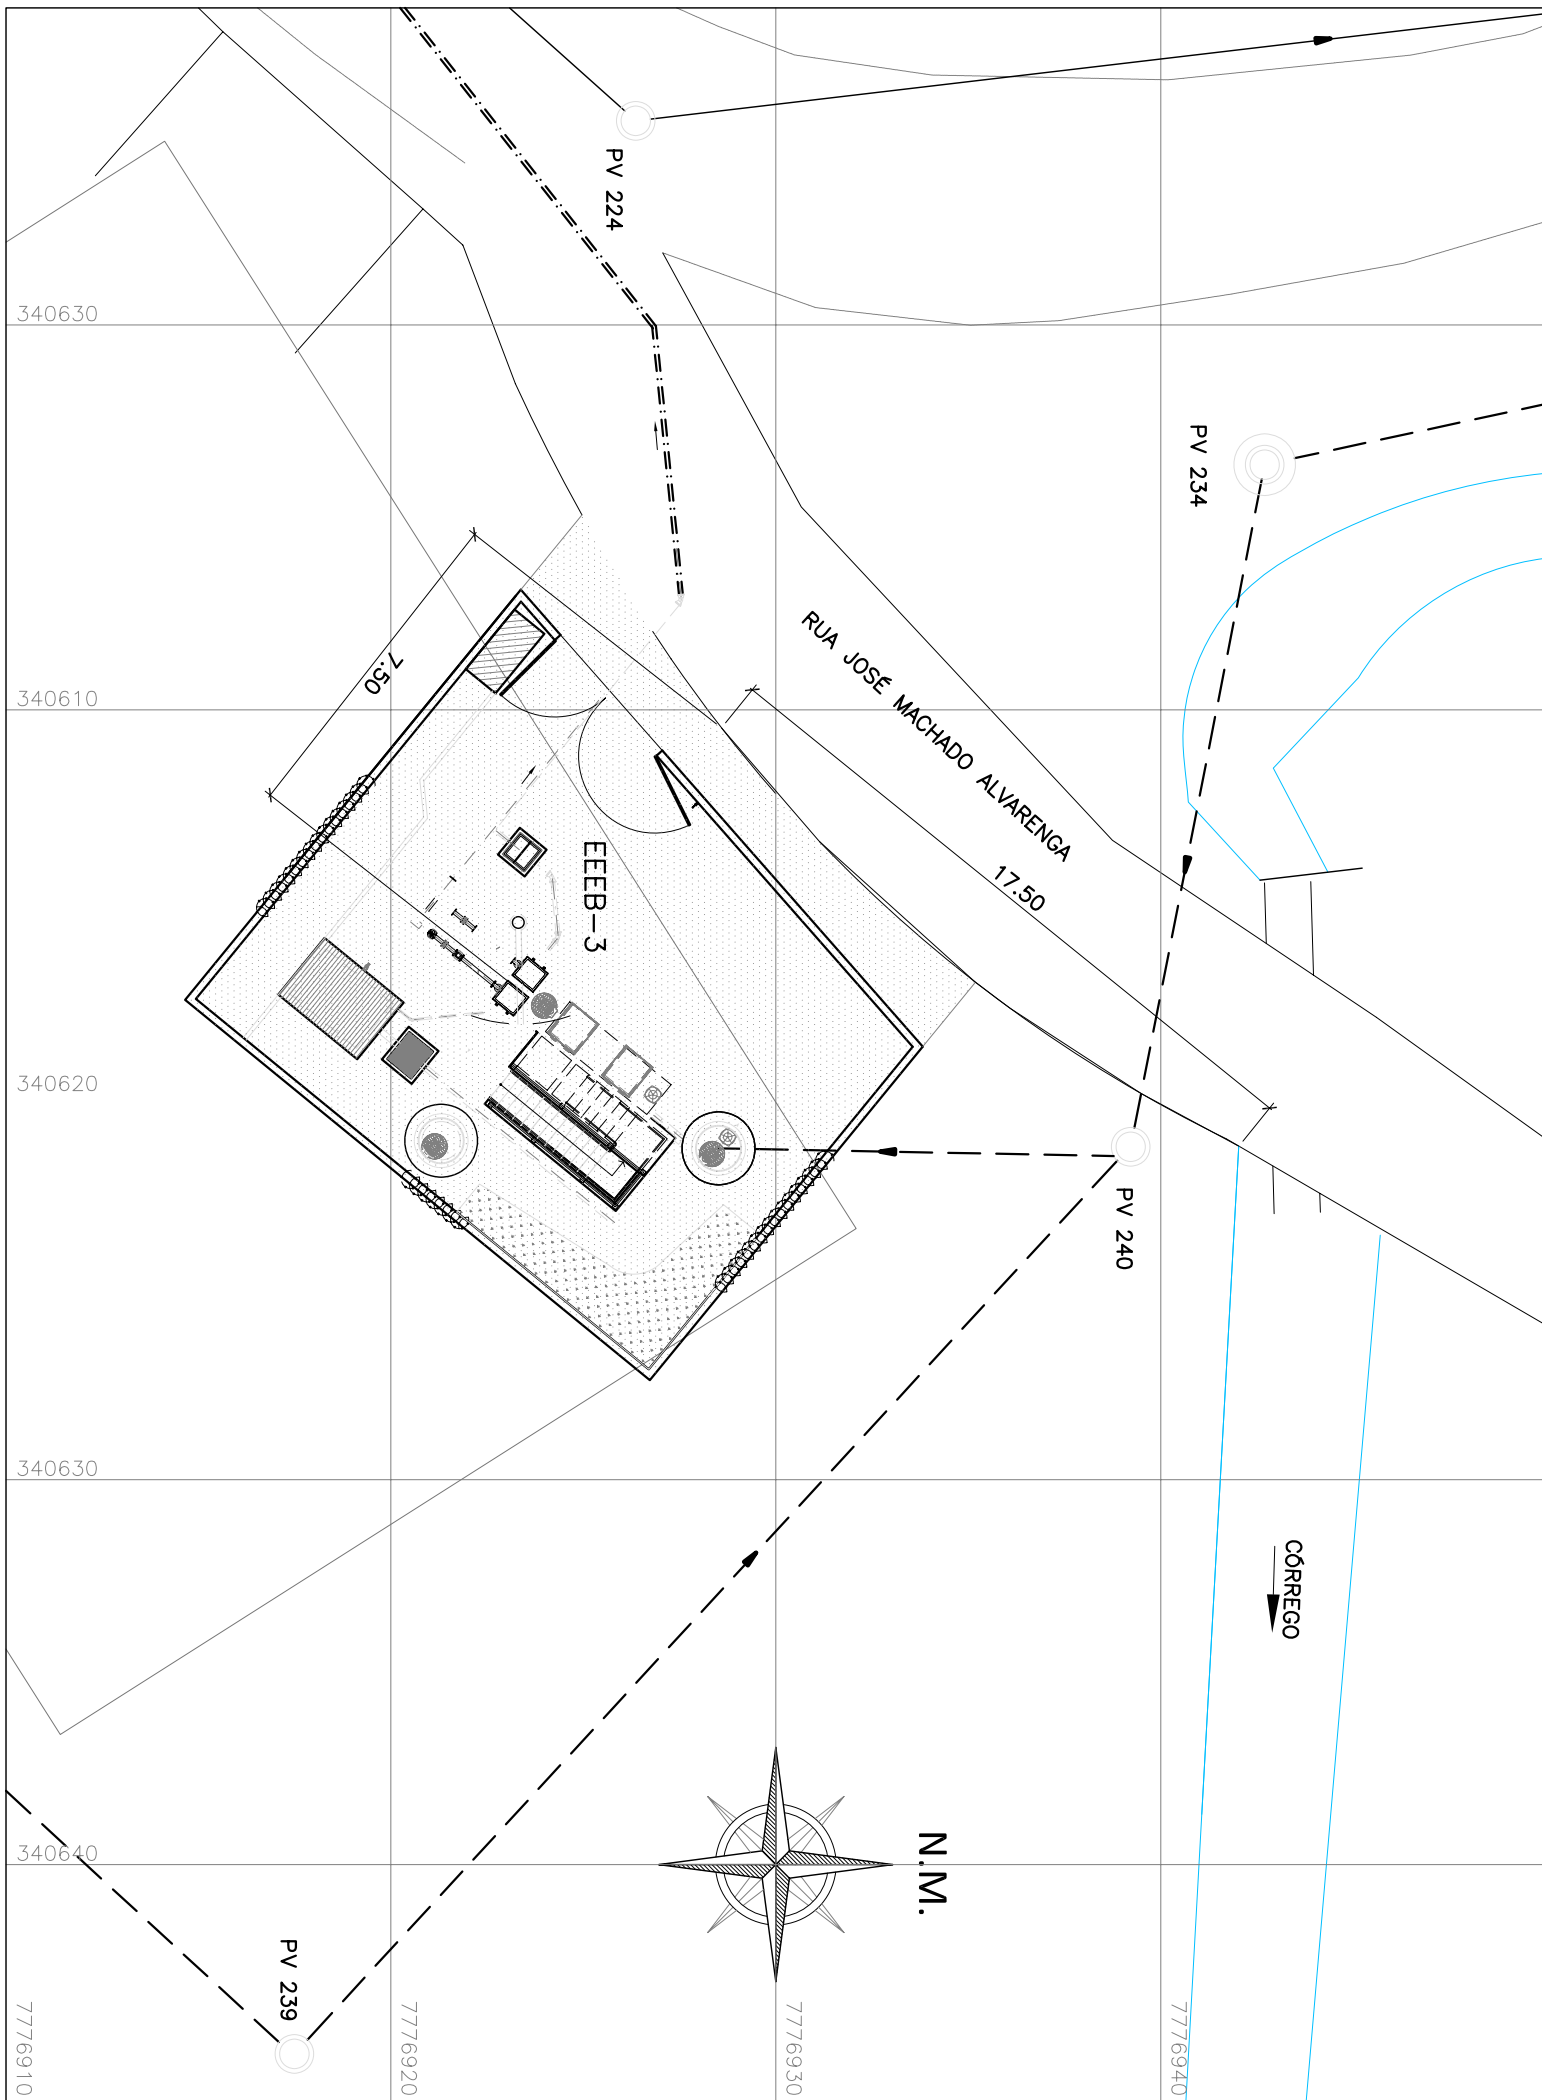 PV 224
340630
PV 234
7.50
RUA JOSÉ MACHADO ALVARENGA
340610
17.50
EEEB-3
340620
PV 240
340630
CÓRREGO
N.M.
340640
PV 239
7776910
7776920
7776930
7776940